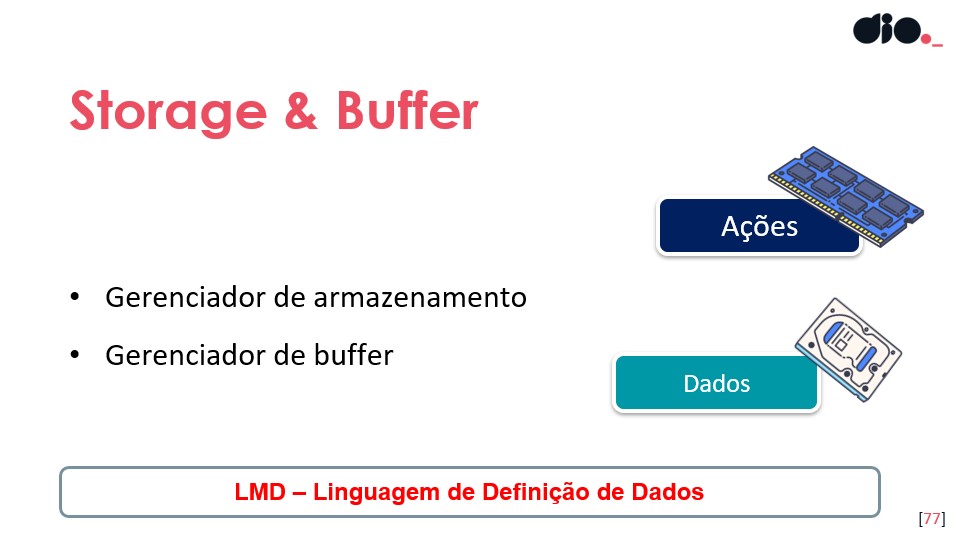 dio._
Storage & Buffer
Ações
• Gerenciador de armazenamento
• Gerenciador de buffer
Dados
LMD – Linguagem de Definição de Dados
[77]